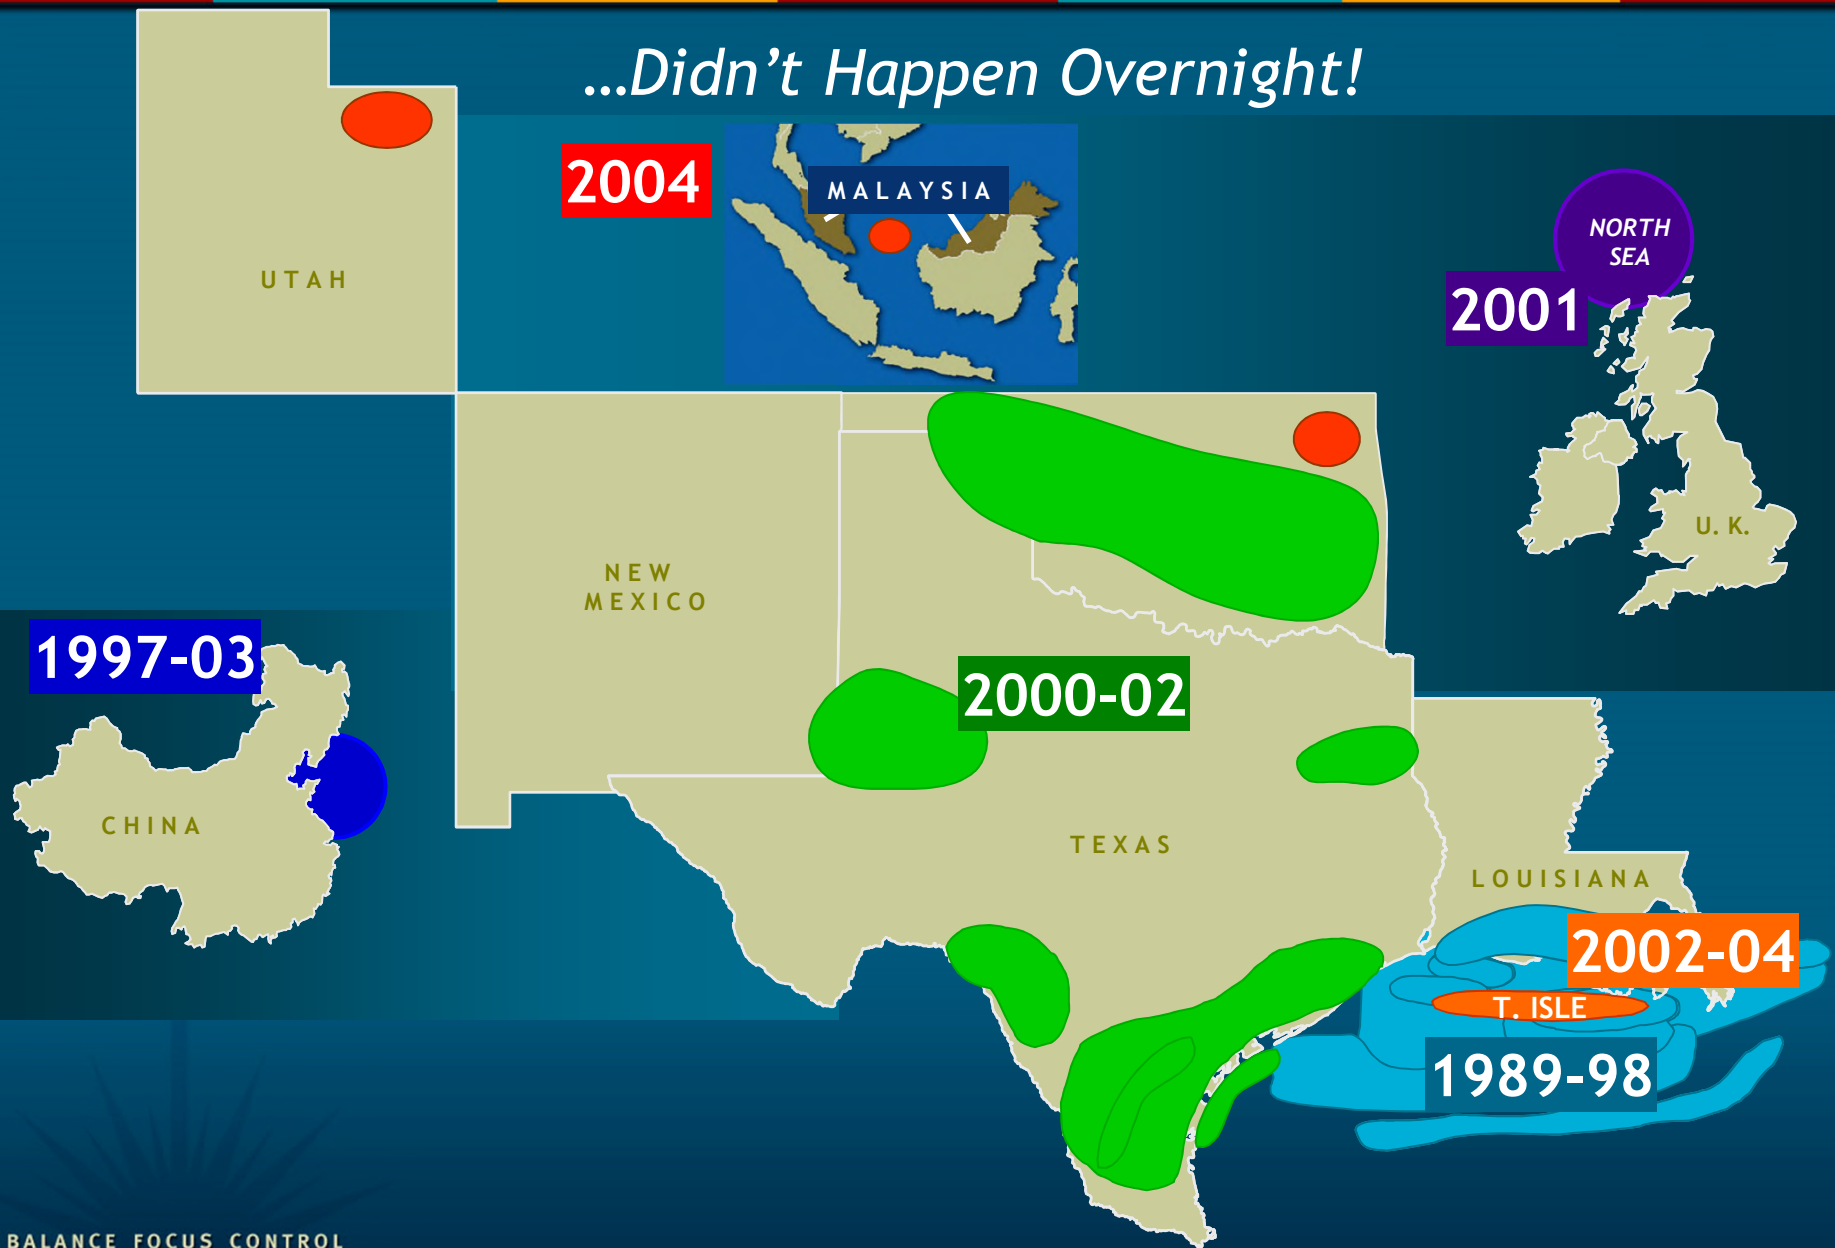 …Didn’t Happen Overnight!
2004
MALAYSIA
NORTH
SEA
2001
UTAH
U. K.
NEW
MEXICO
1997-03
2000-02
CHINA
TEXAS
LOUISIANA
2002-04
T. ISLE
1989-98
BALANCE FOCUS CONTROL